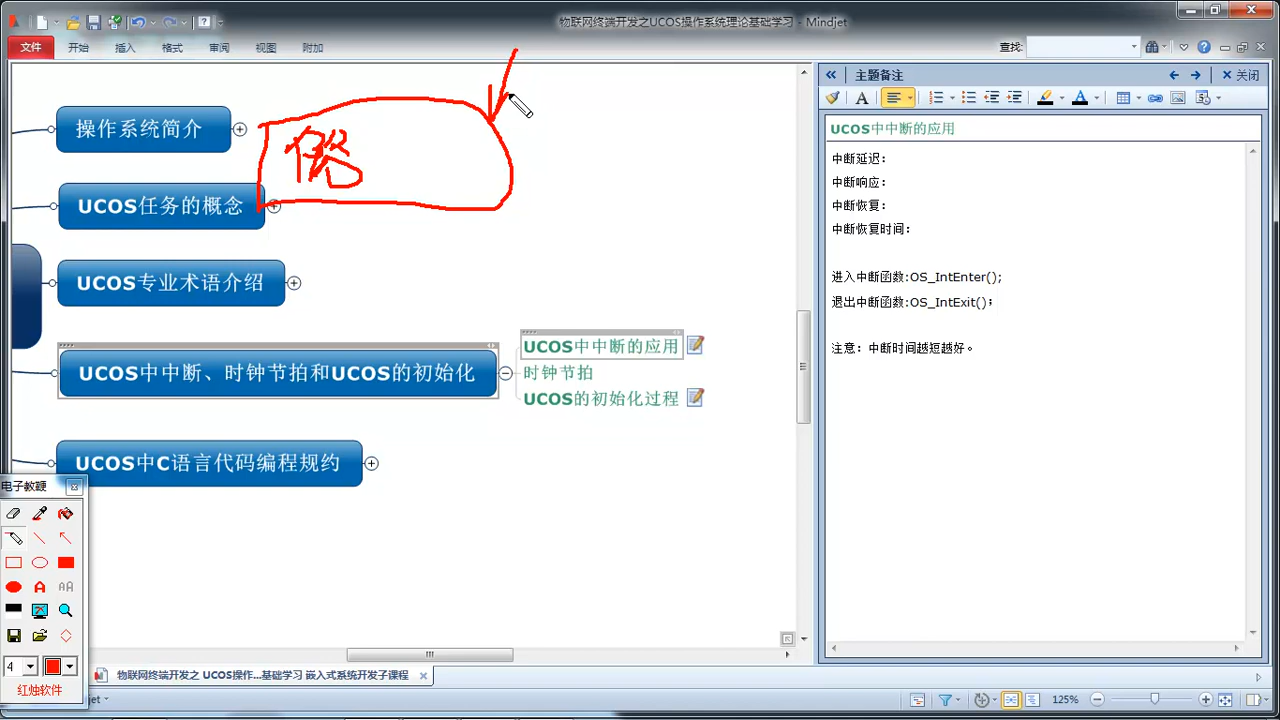 物联网终端开发之UCOS操作系统理论基础学习 - Mindjet
文件 开始 插入 格式 审阅 视图 附加 查找:
主题备注 关闭
操作系统简介
UCOS任务的概念
UCOS专业术语介绍
UCOS中中断、时钟节拍和UCOS的初始化
UCOS中中断的应用
时钟节拍
UCOS的初始化过程
UCOS中C语言代码编程规约
UCOS中中断的应用
中断延迟：
中断响应：
中断恢复：
中断恢复时间：
进入中断函数:OS_IntEnter();
退出中断函数:OS_IntExit()；
注意：中断时间越短越好。
电子教鞭
4
红烛软件
物联网终端开发之 UCOS操作...基础学习 嵌入式系统开发子课程
djet
125%